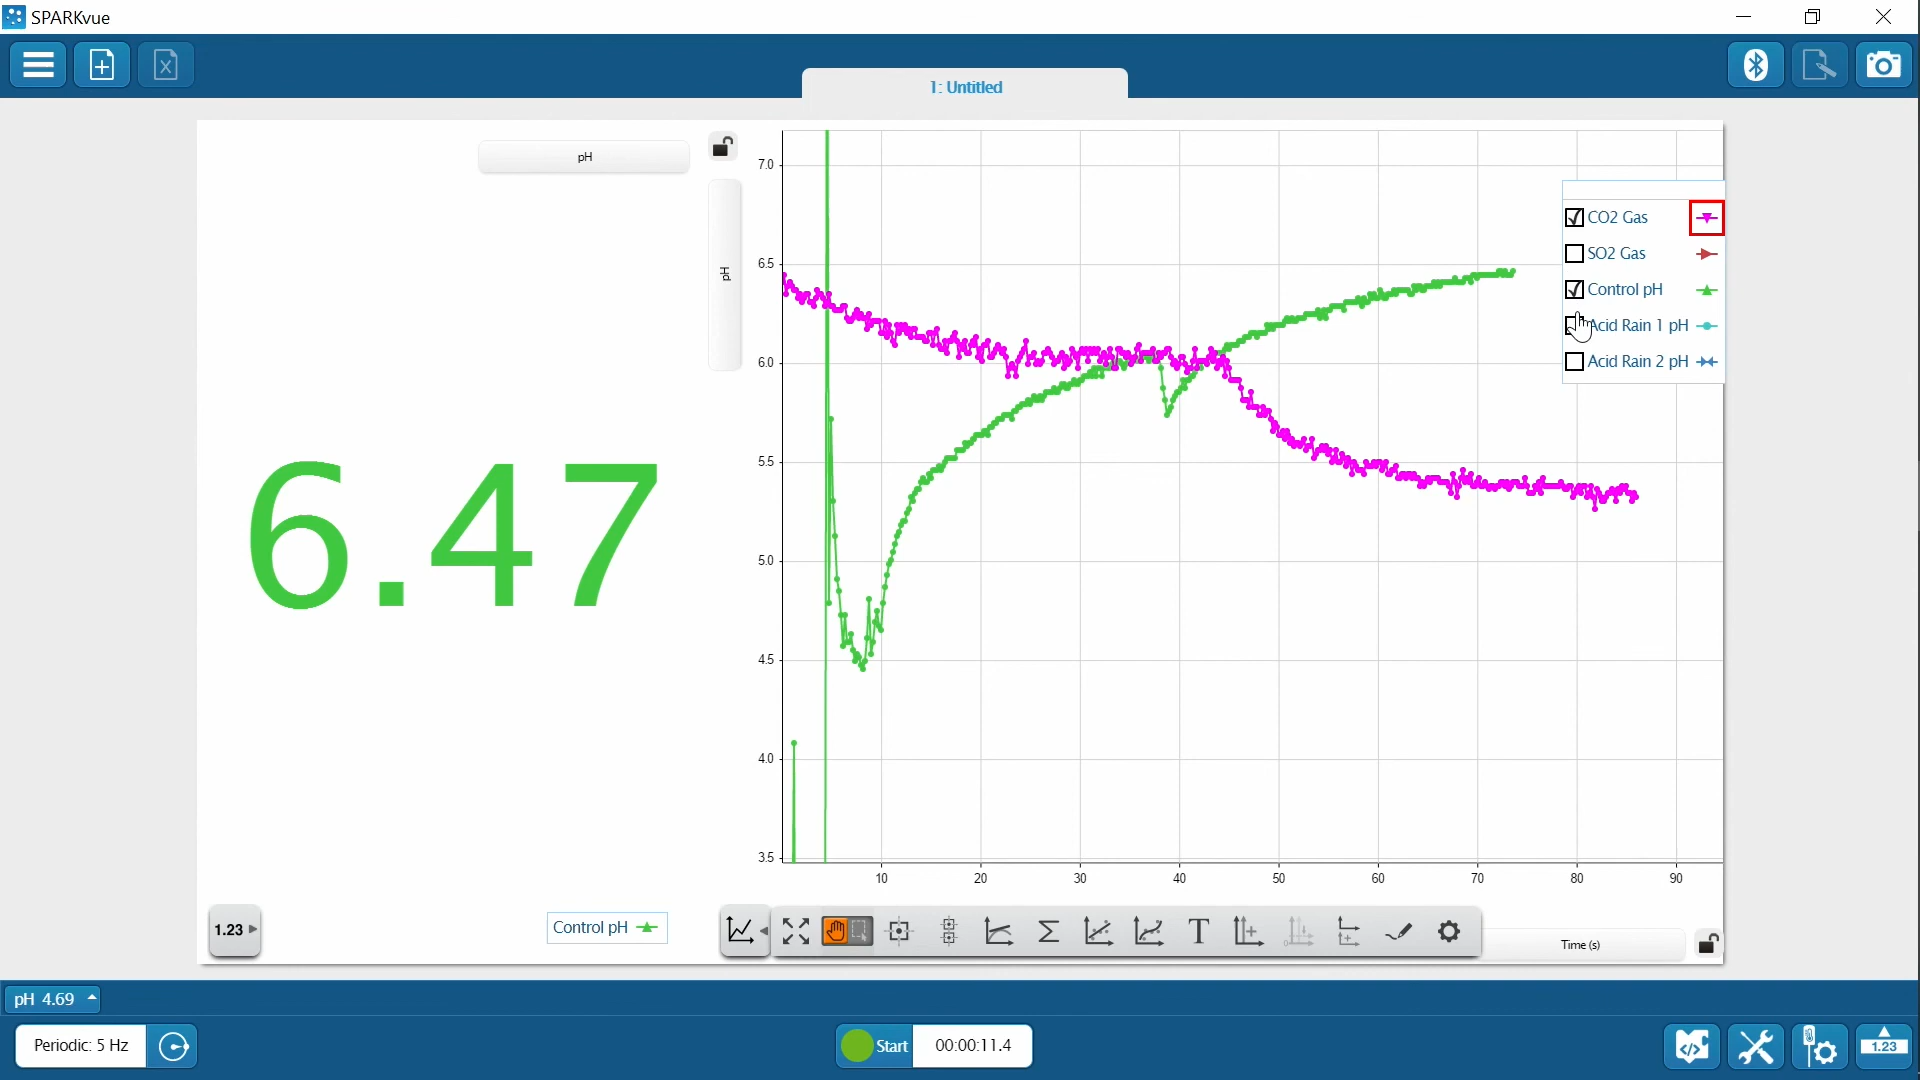 SPARKvue
1: Untitled
pH
pH
7.0
6.5
6.0
5.5
5.0
4.5
4.0
3.5
10 20 30 40 50 60 70 80 90
CO2 Gas
SO2 Gas
Control pH
Acid Rain 1 pH
Acid Rain 2 pH
6.47
1.23
Control pH
Σ
T
Time (s)
pH 4.69
Periodic: 5 Hz
Start 00:00:11.4
1.23